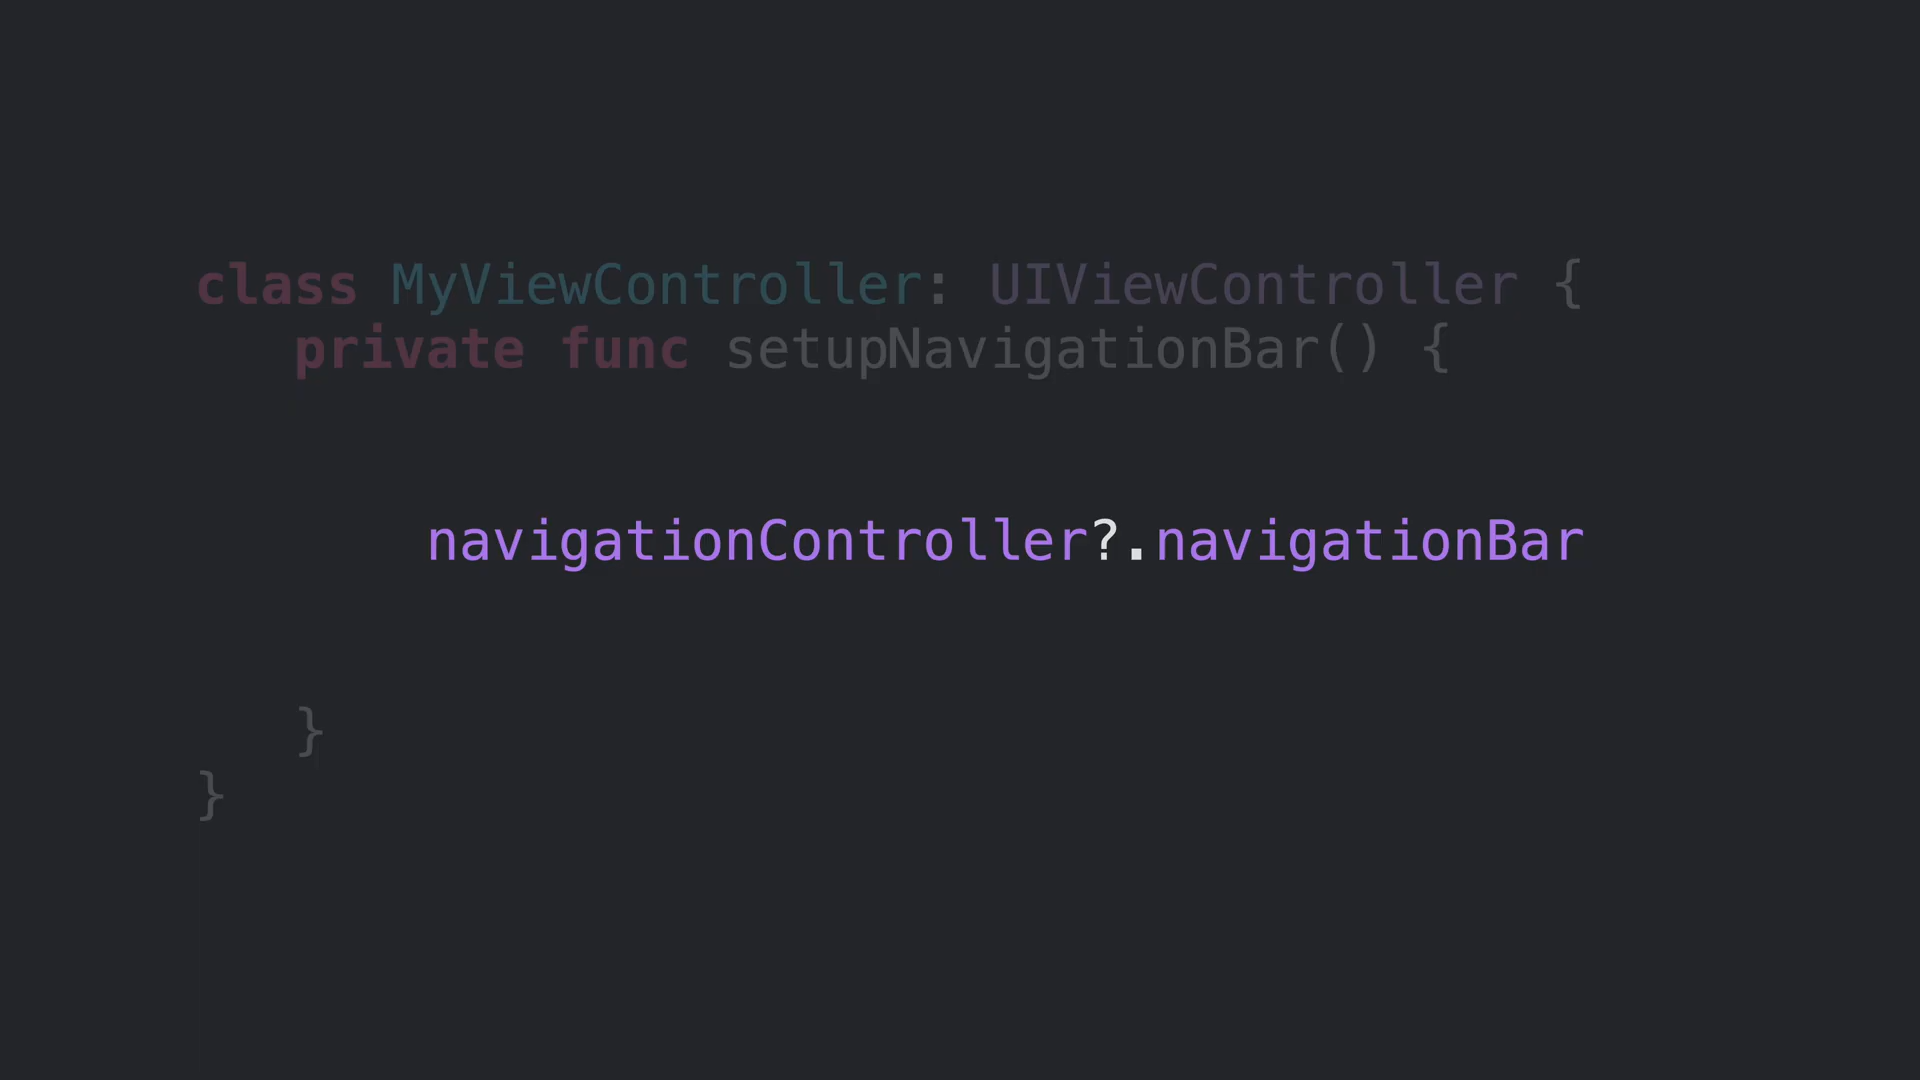 class MyViewController: UIViewController {
private func setupNavigationBar() {
navigationController?.navigationBar
}
}